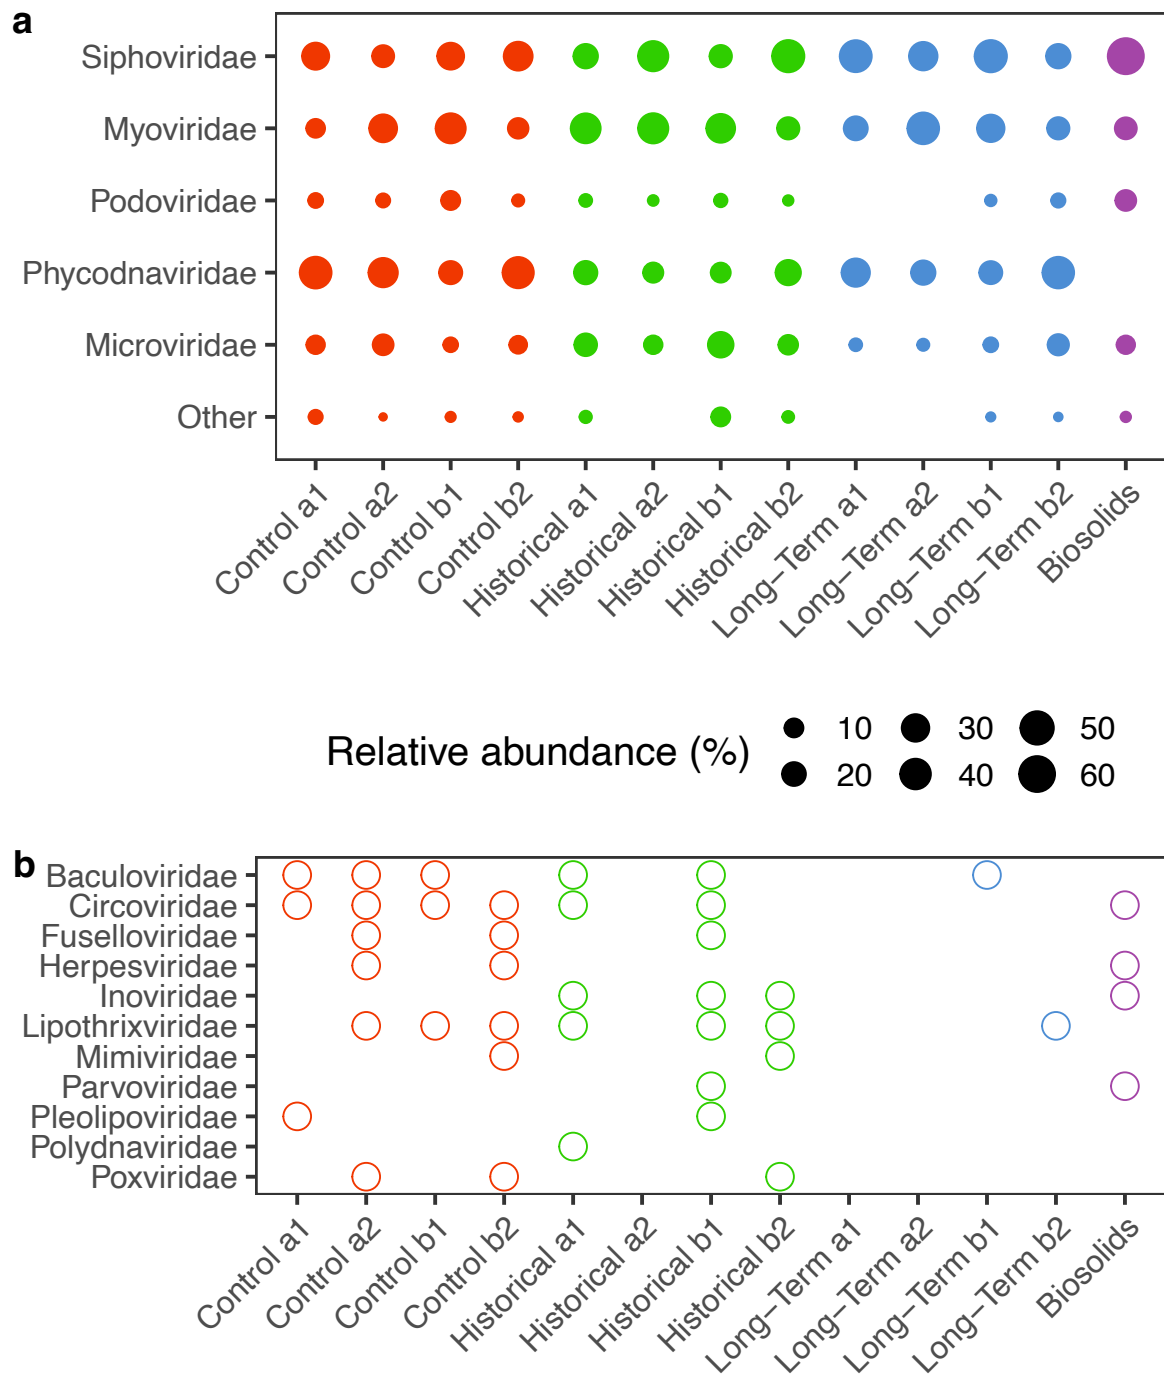 a
Siphoviridae
Myoviridae
Podoviridae
Phycodnaviridae
Microviridae
Other
Control a1
Control a2
Control b1
Control b2
Historical a1
Historical a2
Historical b1
Historical b2
Long−Term a1
Long−Term a2
Long−Term b1
Long−Term b2
Biosolids
Relative abundance (%)
10 30 50
20 40 60
b
Baculoviridae
Circoviridae
Fuselloviridae
Herpesviridae
Inoviridae
Lipothrixviridae
Mimiviridae
Parvoviridae
Pleolipoviridae
Polydnaviridae
Poxviridae
Control a1
Control a2
Control b1
Control b2
Historical a1
Historical a2
Historical b1
Historical b2
Long−Term a1
Long−Term a2
Long−Term b1
Long−Term b2
Biosolids